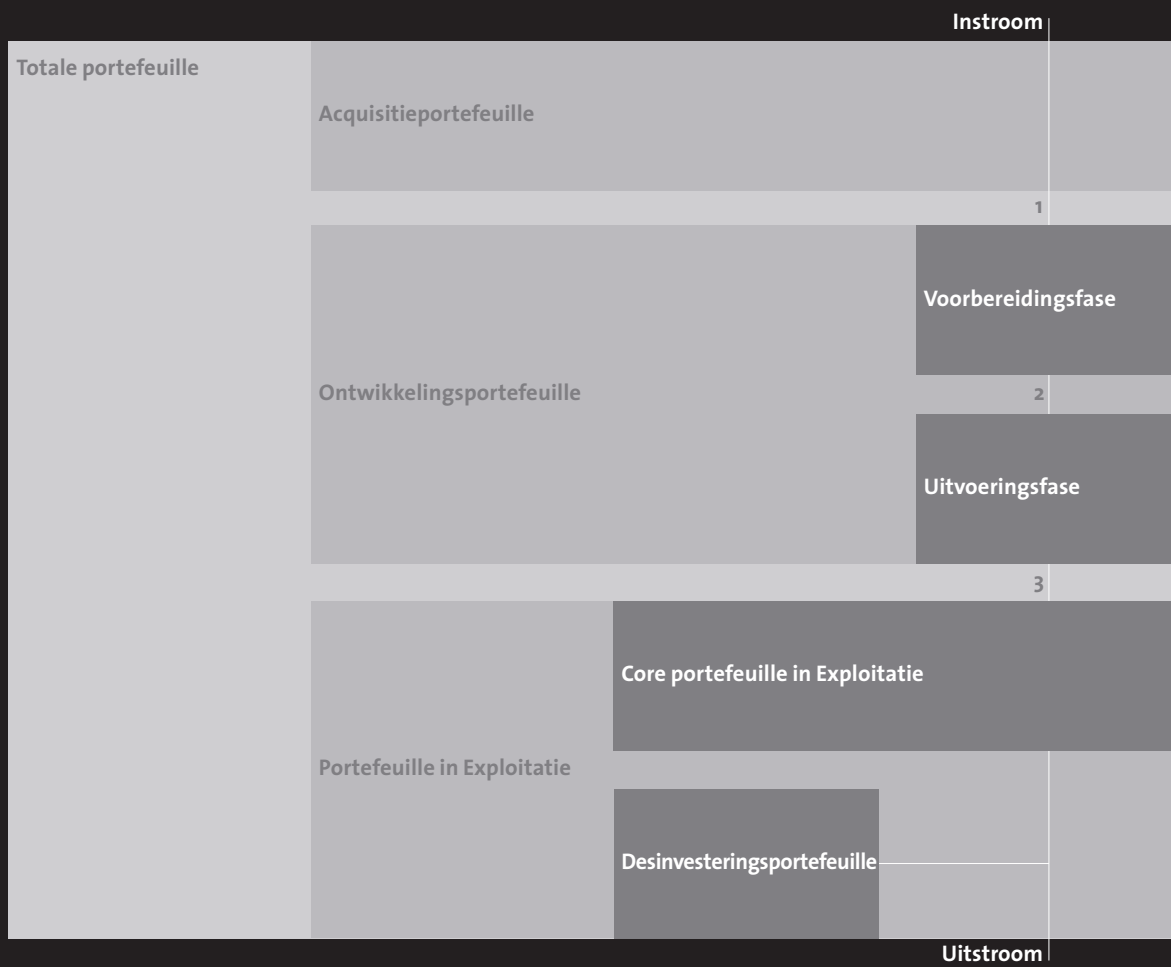 Instroom
Totale portefeuille
Acquisitieportefeuille
1
Voorbereidingsfase
Ontwikkelingsportefeuille
2
Uitvoeringsfase
3
Core portefeuille in Exploitatie
Portefeuille in Exploitatie
Desinvesteringsportefeuille
Uitstroom